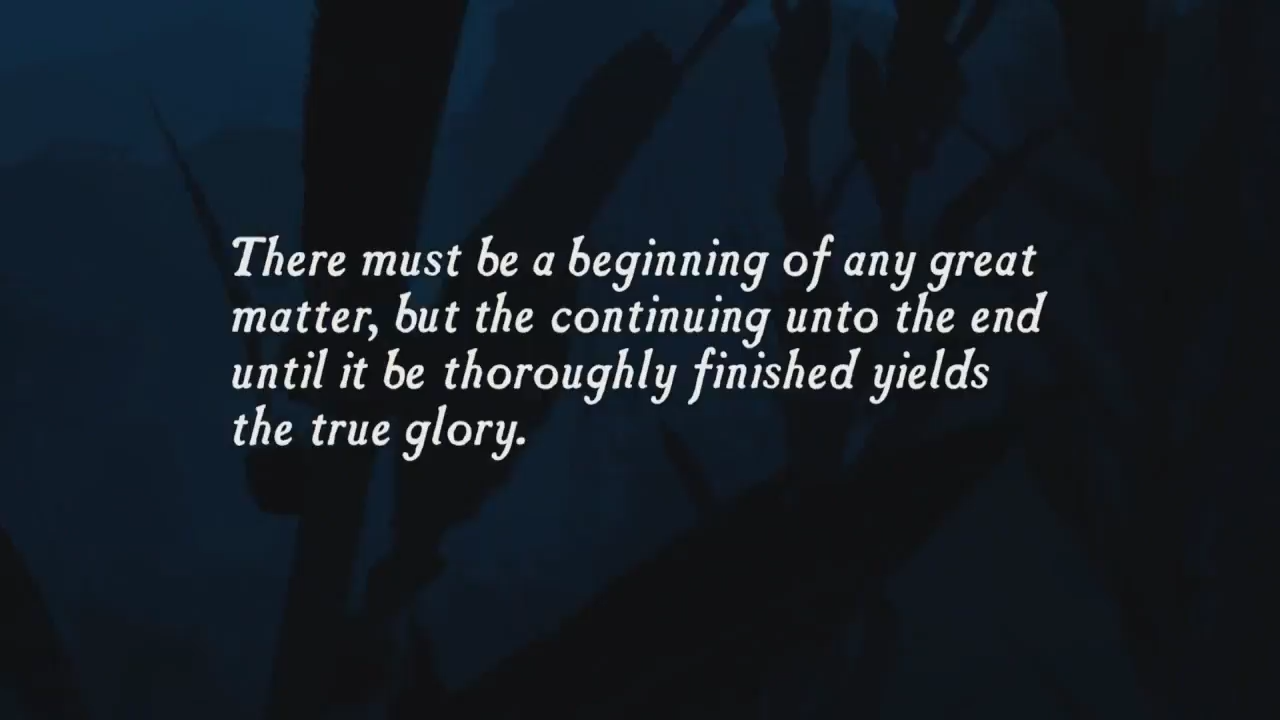 There must be a beginning of any great
matter, but the continuing unto the end
until it be thoroughly finished yields
the true glory.